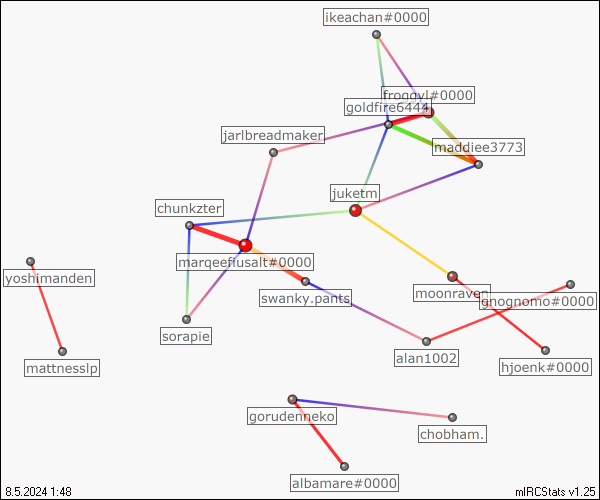 ikeachan#0000
froggyl#0000
goldfire6444
jarlbreadmaker
maddiee3773
juketm
chunkzter
marqeefusalt#0000
yoshimanden
swanky.pants
moonraven
gnognomo#0000
sorapie
alan1002
mattnesslp
hjoenk#0000
gorudenneko
chobham.
albamare#0000
8.5.2024 1:48
mIRCStats v1.25